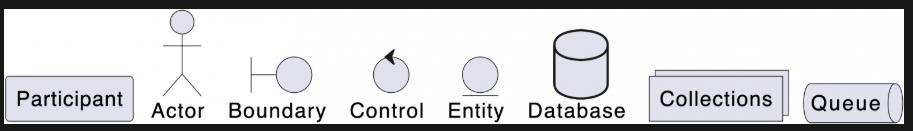 Participant Actor Boundary Control Entity Database Collections Queue